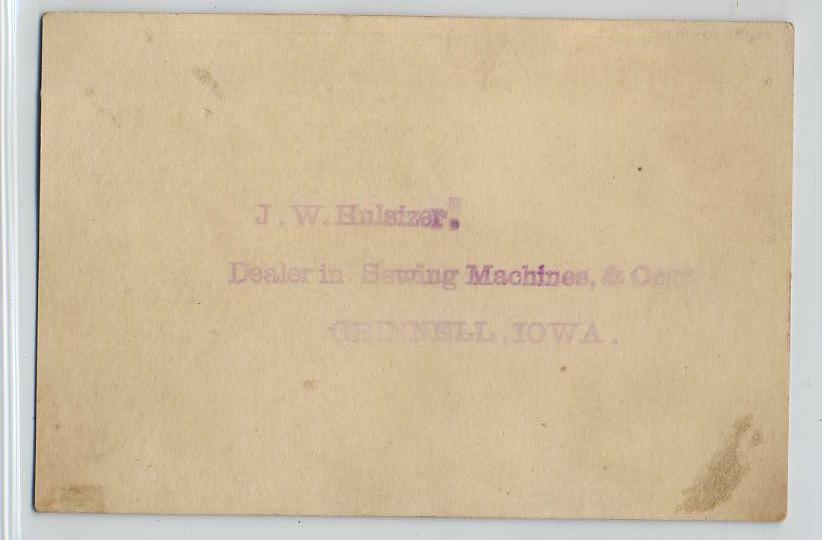 J. W. Hulsizer.
Dealer in Sewing Machines, &
GRINNELL, IOWA.